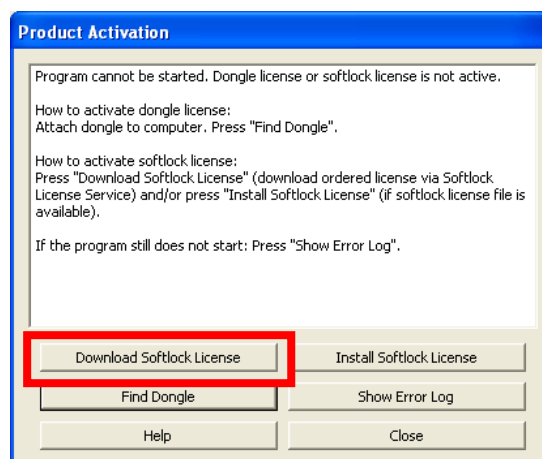 Product Activation
Program cannot be started. Dongle license or softlock license is not active.
How to activate dongle license:
Attach dongle to computer. Press "Find Dongle".
How to activate softlock license:
Press "Download Softlock License" (download ordered license via Softlock
License Service) and/or press "Install Softlock License" (if softlock license file is
available).
If the program still does not start: Press "Show Error Log".
Download Softlock License
Install Softlock License
Find Dongle
Show Error Log
Help
Close